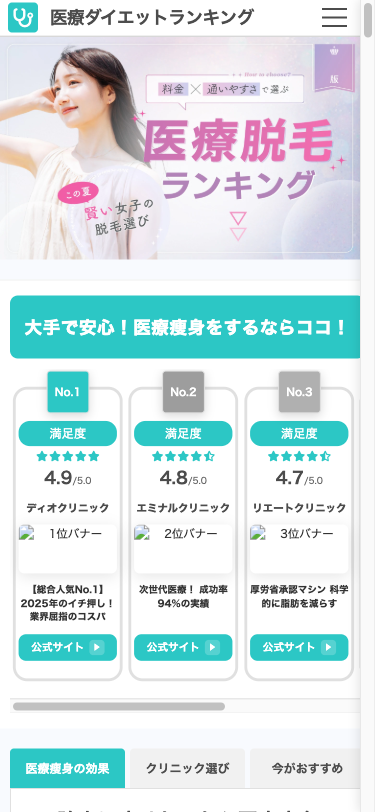 医療ダイエットランキング
How to choose?
版
料金×通いやすさで選ぶ
医療脱毛
ランキング
この夏
賢い女子の
脱毛選び
大手で安心！医療痩身をするならココ！
No.1
No.2
No.3
満足度
満足度
満足度
4.9/5.0
4.8/5.0
4.7/5.0
ディオクリニック
エミナルクリニック
リエートクリニック
1位バナー
2位バナー
3位バナー
【総合人気No.1】
2025年のイチ押し！
業界屈指のコスパ
次世代医療！ 成功率
94%の実績
厚労省承認マシン 科学
的に脂肪を減らす
公式サイト
公式サイト
公式サイト
医療痩身の効果
クリニック選び
今がおすすめ